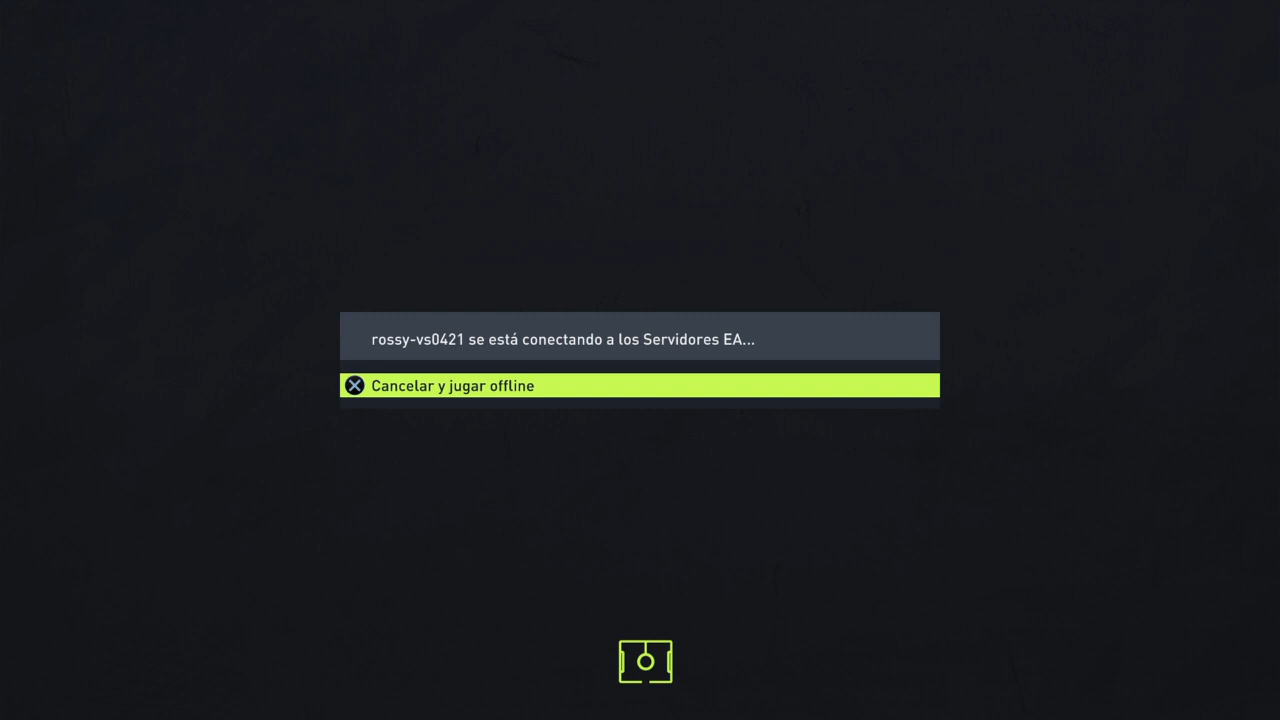 rossy-vs0421 se está conectando a los Servidores EA...
Cancelar y jugar offline